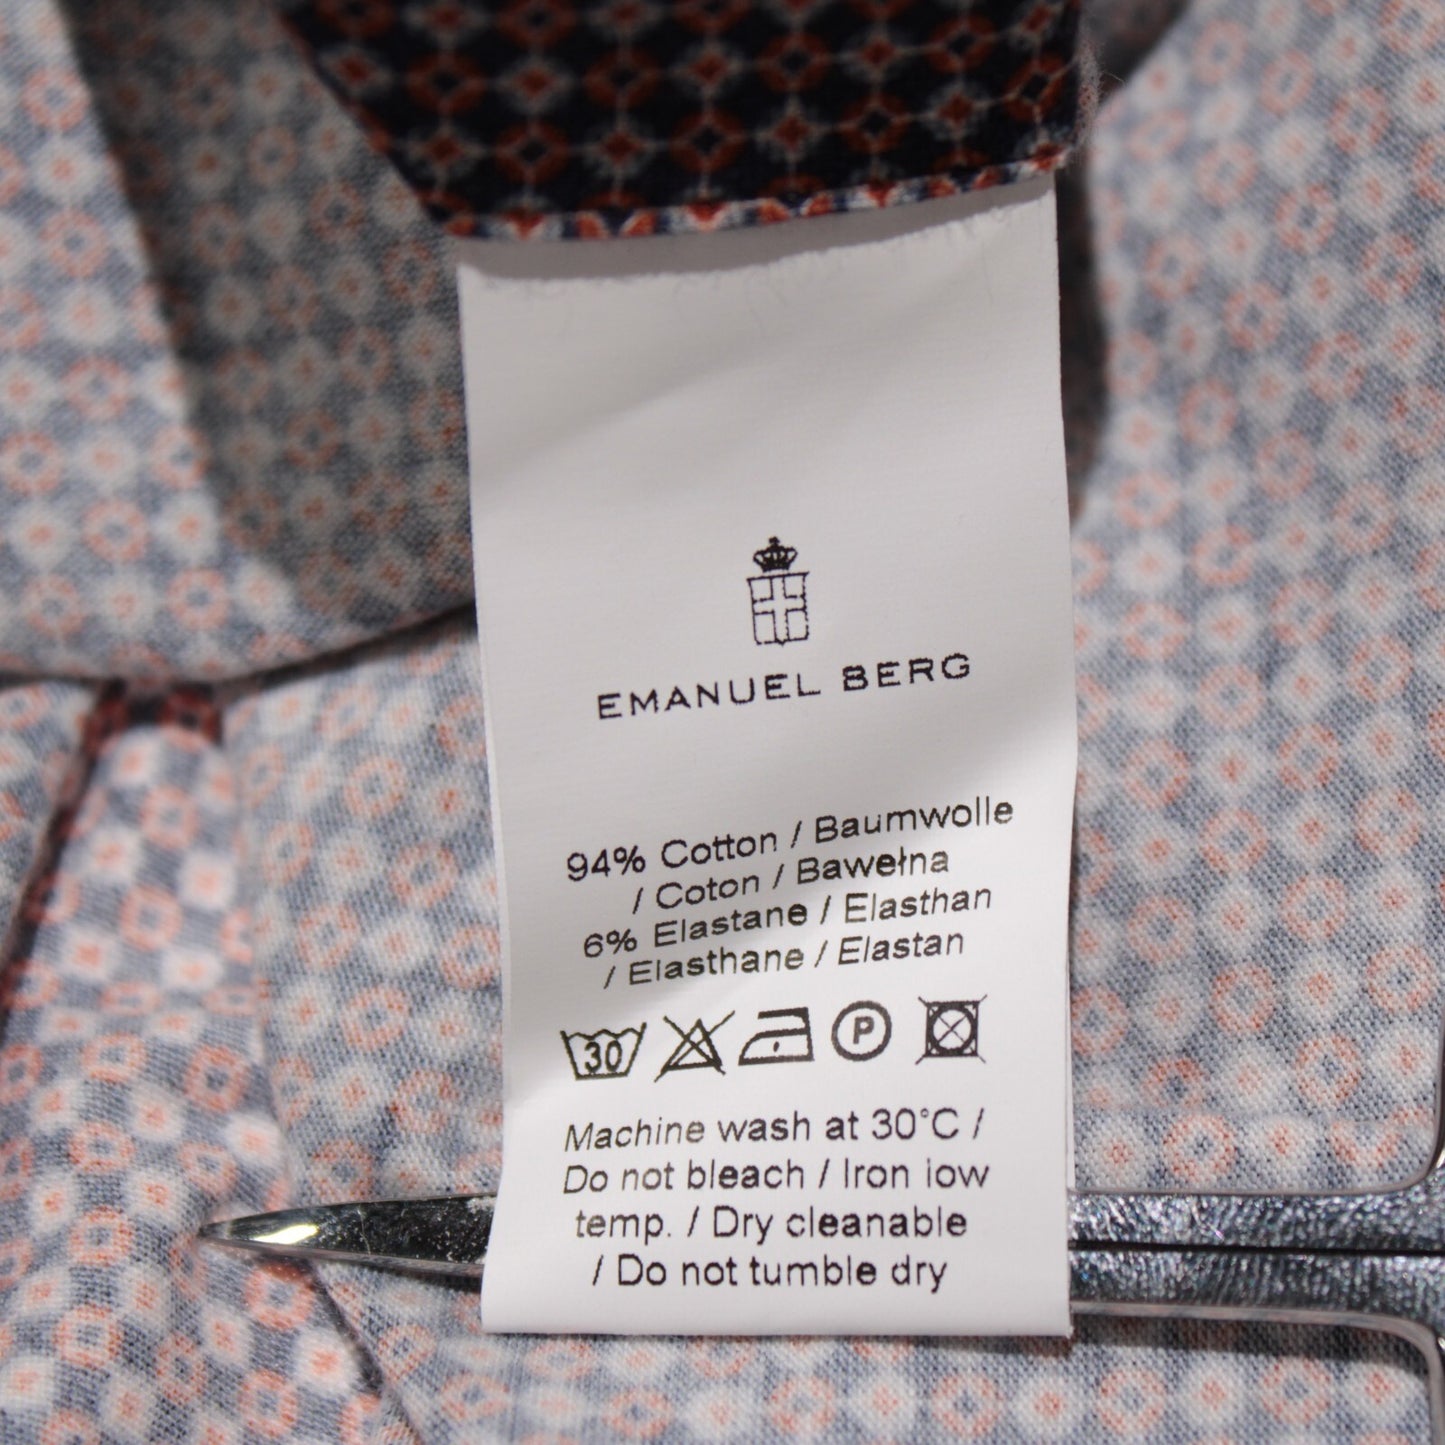 EMANUEL BERG
94% Cotton / Baumwolle
/ Coton / Bawełna
6% Elastane / Elasthan
/ Elasthane / Elastan
30 P
Machine wash at 30°C /
Do not bleach / Iron low
temp. / Dry cleanable
/ Do not tumble dry